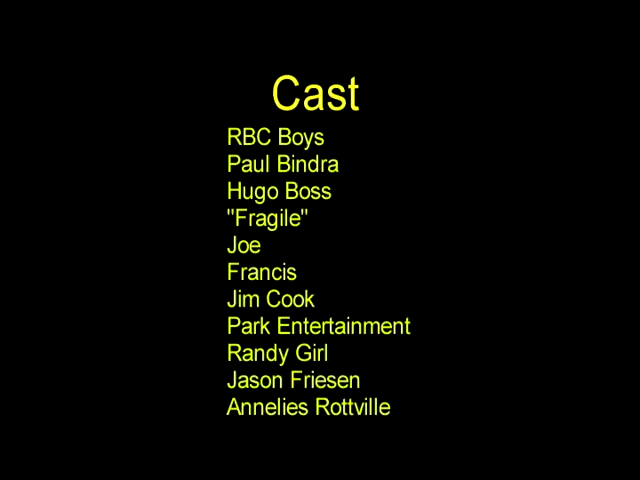 Cast
RBC Boys
Paul Bindra
Hugo Boss
"Fragile"
Joe
Francis
Jim Cook
Park Entertainment
Randy Girl
Jason Friesen
Annelies Rottville